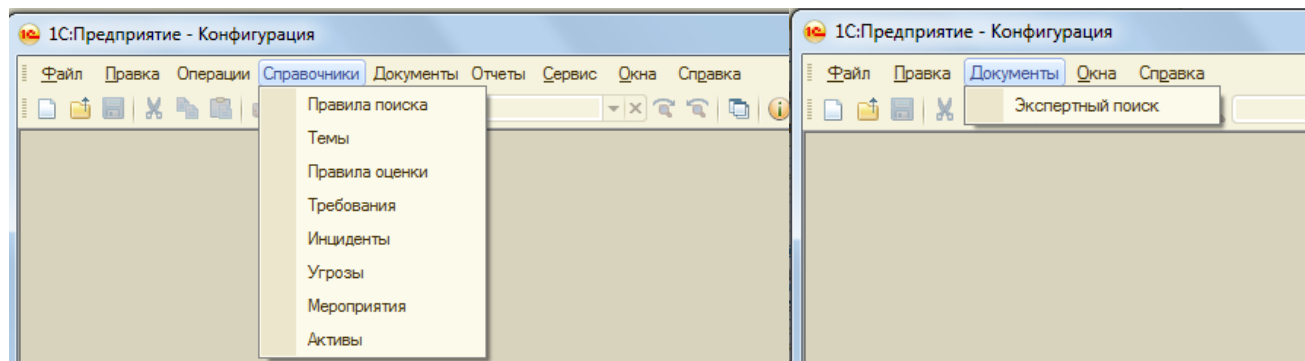 1С:Предприятие - Конфигурация
Файл Правка Операции Справочники Документы Отчеты Сервис Окна Справка
Правила поиска
Темы
Правила оценки
Требования
Инциденты
Угрозы
Мероприятия
Активы
1С:Предприятие - Конфигурация
Файл Правка Документы Окна Справка
Экспертный поиск